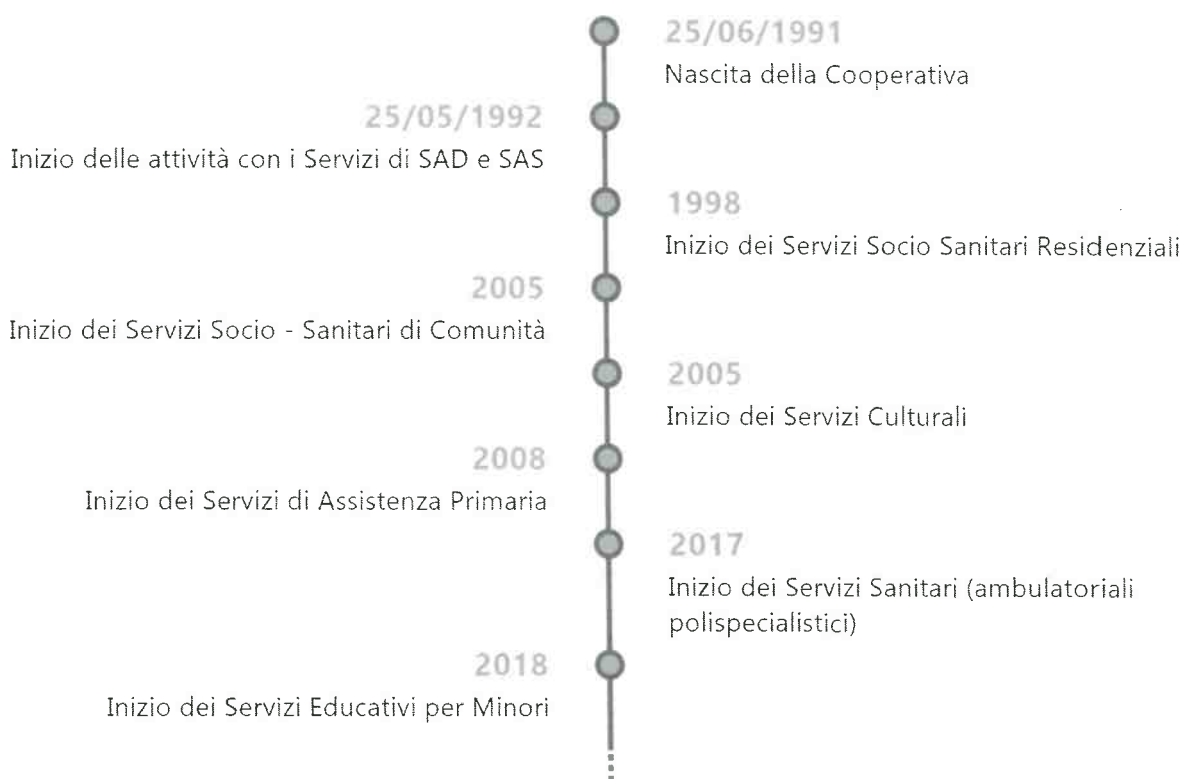 25/06/1991
Nascita della Cooperativa
25/05/1992
Inizio delle attività con i Servizi di SAD e SAS
1998
Inizio dei Servizi Socio Sanitari Residenziali
2005
Inizio dei Servizi Socio - Sanitari di Comunità
2005
Inizio dei Servizi Culturali
2008
Inizio dei Servizi di Assistenza Primaria
2017
Inizio dei Servizi Sanitari (ambulatoriali
polispecialistici)
2018
Inizio dei Servizi Educativi per Minori